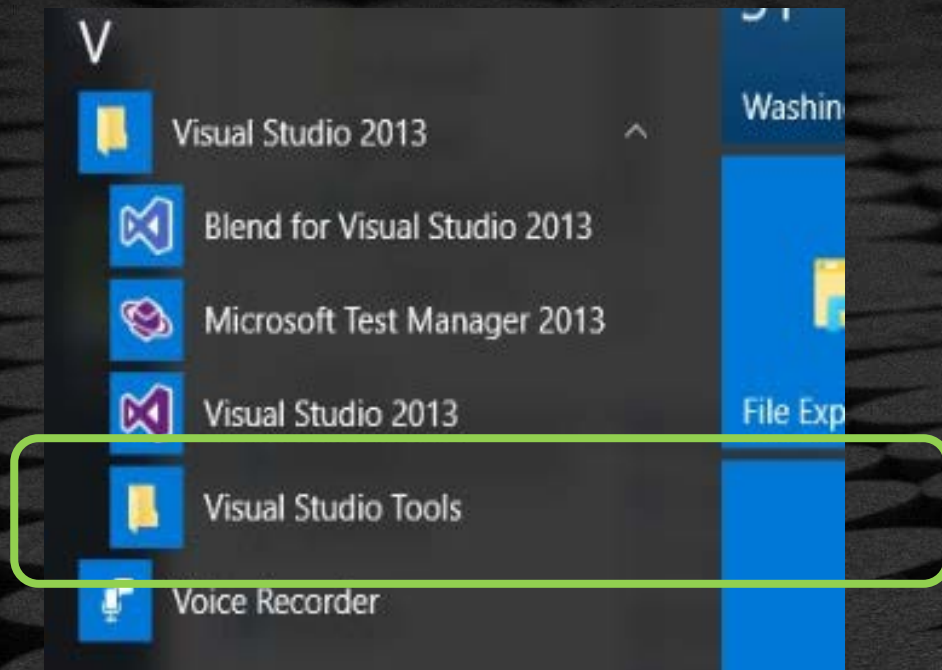 V
Visual Studio 2013
Blend for Visual Studio 2013
Microsoft Test Manager 2013
Visual Studio 2013
Visual Studio Tools
Voice Recorder
Washin
File Exp